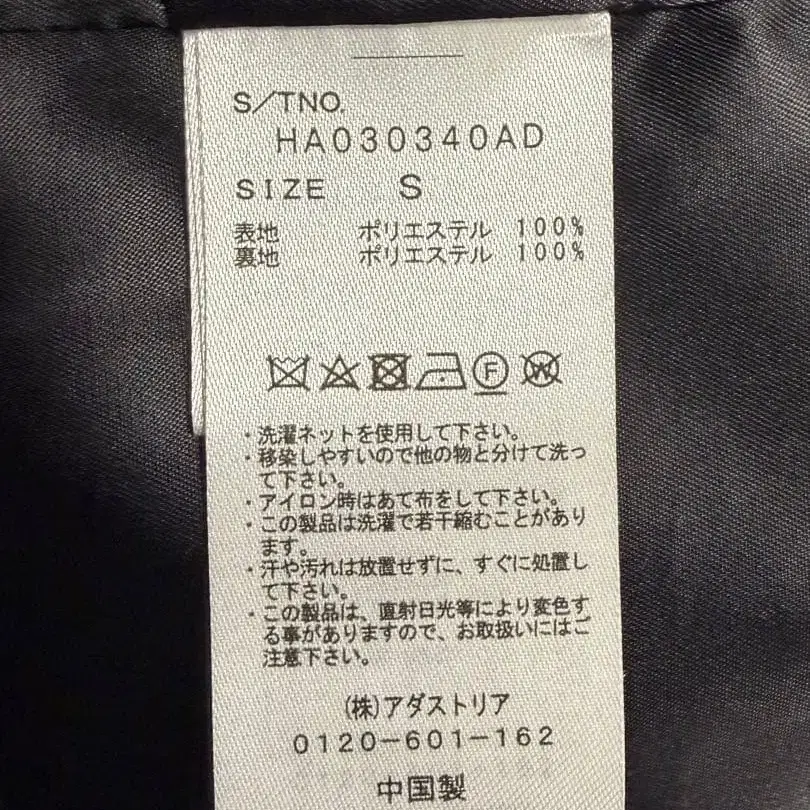 S/TNO.
HA030340AD
SIZE S
表地 ポリエステル 100%
裏地 ポリエステル 100%
F W
・洗濯ネットを使用して下さい。
・移染しやすいので他の物と分けて洗っ
て下さい。
・アイロン時はあて布をして下さい。
・この製品は洗濯で若干縮むことがあり
ます。
・汗や汚れは放置せずに、すぐに処置し
て下さい。
・この製品は、直射日光等により変色す
る事がありますので、お取扱いにはご
注意下さい。
(株)アダストリア
0120-601-162
中国製